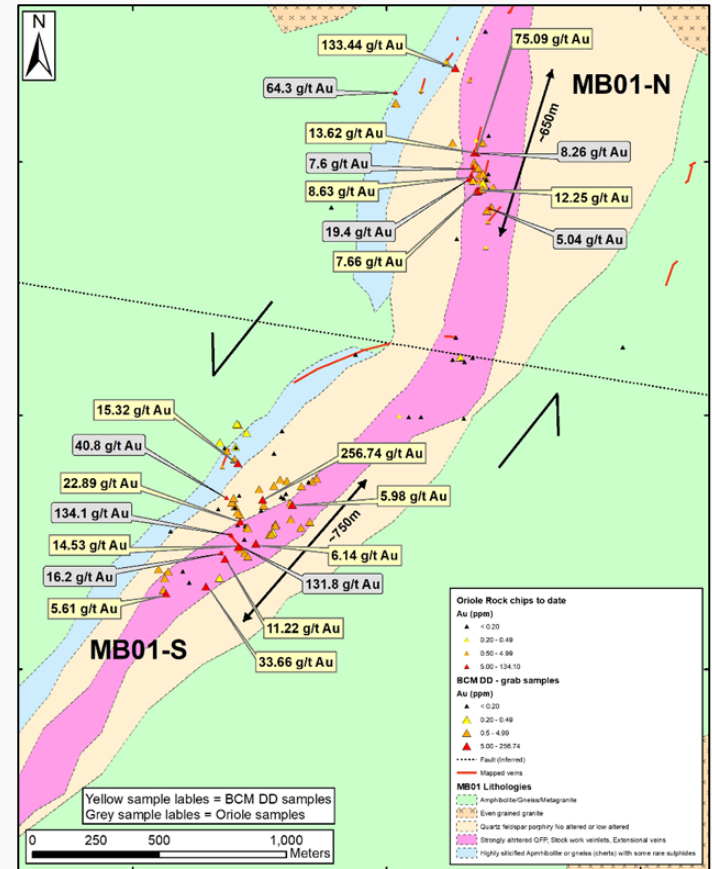 N
133.44 g/t Au
75.09 g/t Au
64.3 g/t Au
MB01-N
~650m
13.62 g/t Au
8.26 g/t Au
7.6 g/t Au
8.63 g/t Au
12.25 g/t Au
19.4 g/t Au
5.04 g/t Au
7.66 g/t Au
15.32 g/t Au
40.8 g/t Au
256.74 g/t Au
22.89 g/t Au
5.98 g/t Au
134.1 g/t Au
~750m
14.53 g/t Au
6.14 g/t Au
16.2 g/t Au
131.8 g/t Au
5.61 g/t Au
11.22 g/t Au
MB01-S
33.66 g/t Au
Yellow sample lables = BCM DD samples
Grey sample lables = Oriole samples
0 250 500 1,000
Meters
Oriole Rock chips to date
Au (ppm)
< 0.20
0.20 - 0.49
0.50 - 4.99
5.00 - 134.10
BCM DD - grab samples
Au (ppm)
< 0.20
0.20 - 0.49
0.5 - 4.99
5.00 - 256.74
Fault (Inferred)
Mapped veins
MB01 Lithologies
Amphibolite/Gneiss/Metagranite
Even grained granite
Quartz feldspar porphiry No altered or low altered
Strongly altrtered QFP, Stock work veinlets, Extensional veins
Highly silicified Apmhibolite or gneiss (cherts) with some rare sulphides